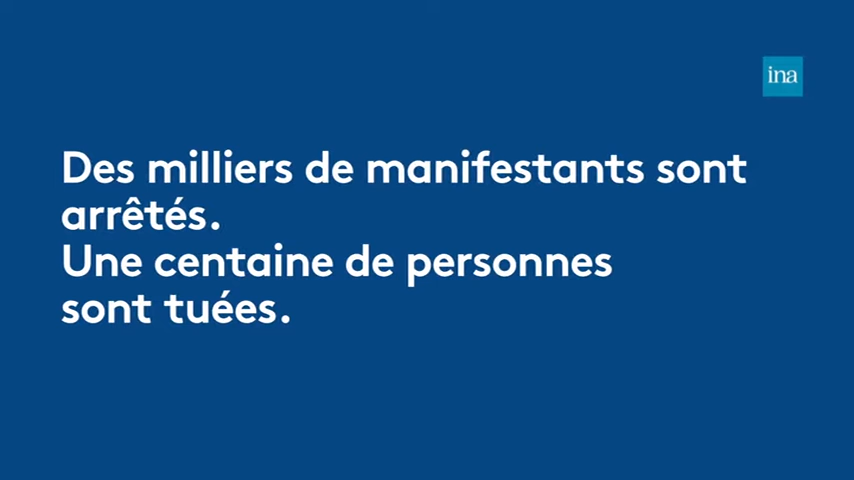 ina
Des milliers de manifestants sont
arrêtés.
Une centaine de personnes
sont tuées.